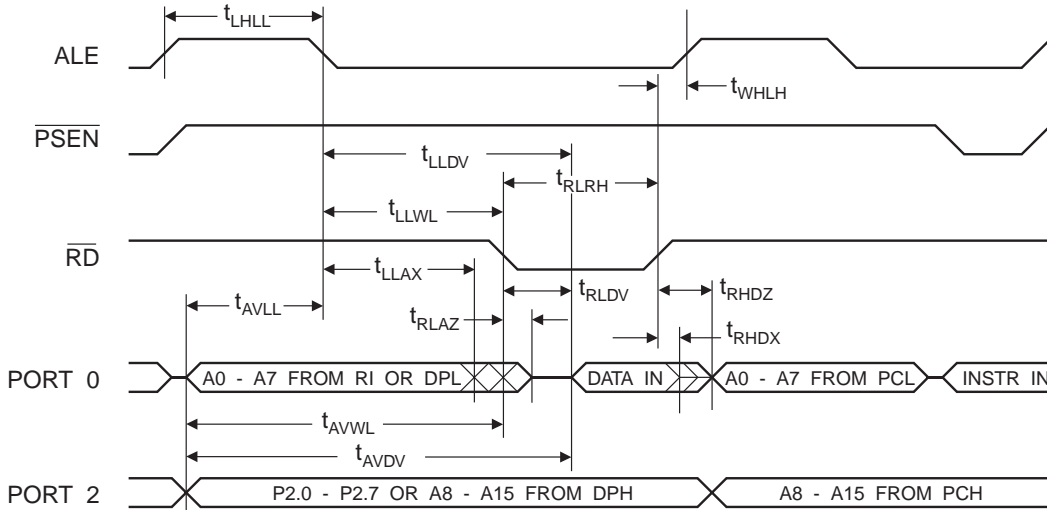 tLHLL
ALE
tWHLH
PSEN
tLLDV
tRLRH
tLLWL
RD
tLLAX
tRLDV
tRHDZ
tAVLL
tRLAZ
tRHDX
PORT 0
A0 - A7 FROM RI OR DPL
DATA IN
A0 - A7 FROM PCL
INSTR IN
tAVWL
tAVDV
PORT 2
P2.0 - P2.7 OR A8 - A15 FROM DPH
A8 - A15 FROM PCH